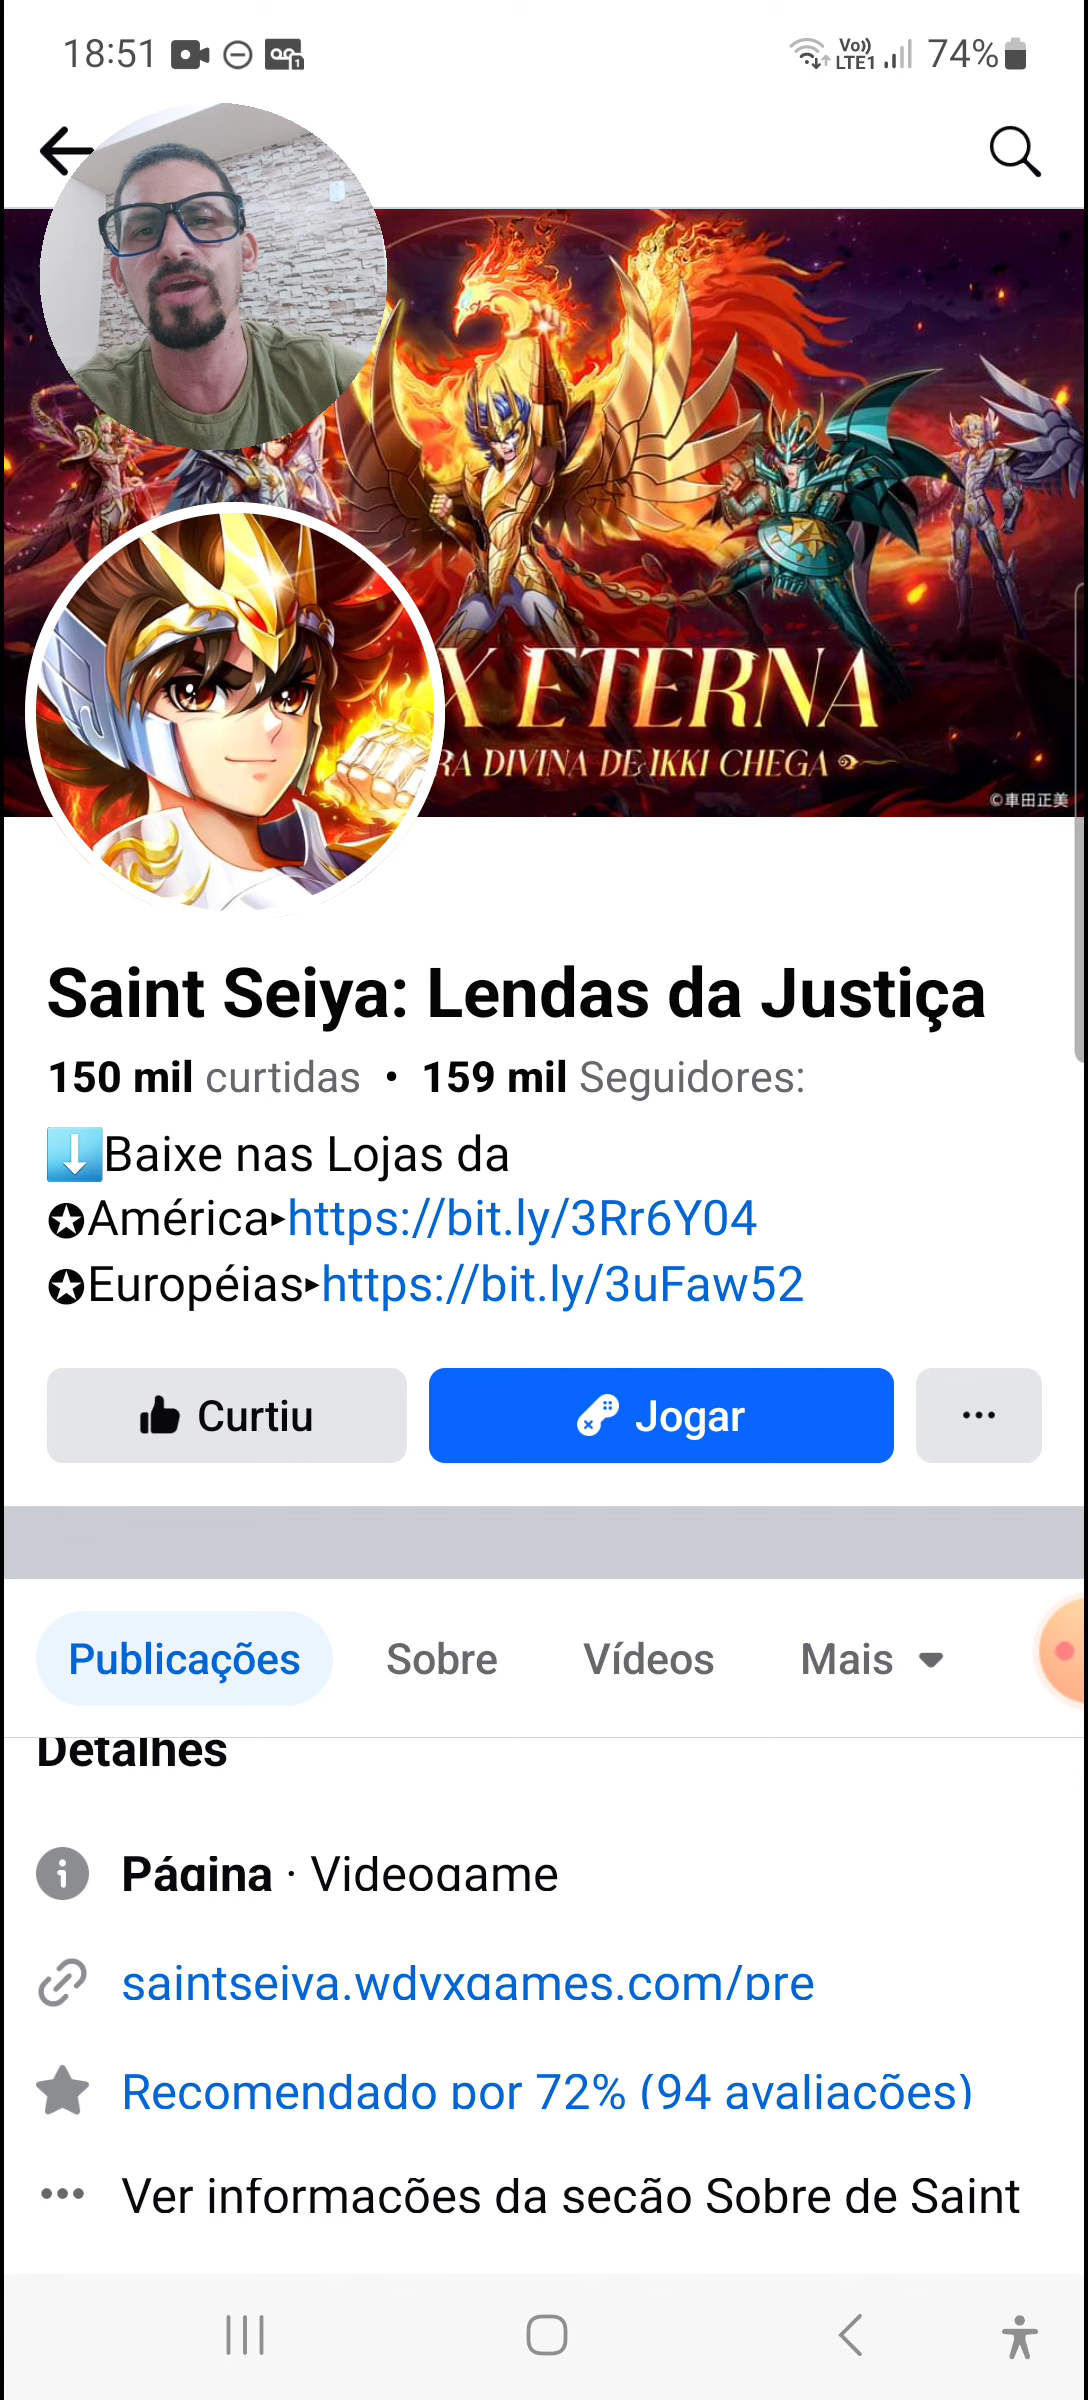 18:51
Vo))
LTE1
74%
X ETERNA
RA DIVINA DE IKKI CHEGA
©車田正美
Saint Seiya: Lendas da Justiça
150 mil curtidas • 159 mil Seguidores:
⬇️Baixe nas Lojas da
✪América▸https://bit.ly/3Rr6Y04
✪Européias▸https://bit.ly/3uFaw52
Curtiu
Jogar
Publicações
Sobre
Vídeos
Mais
Detalhes
Página · Videogame
saintseiya.wdyxgames.com/pre
Recomendado por 72% (94 avaliações)
Ver informações da seção Sobre de Saint